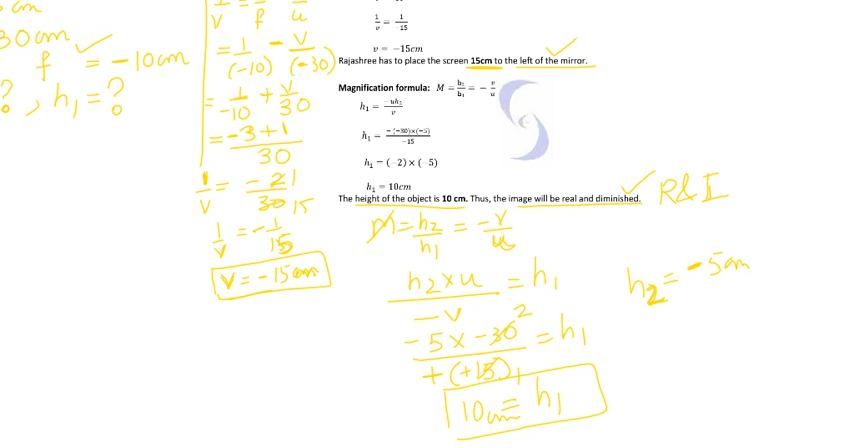 30cm
f = -10cm
? , h₁ = ?
1/v = 1/f - 1/u
= 1/(-10) - v/(-30)
= 1/-10 + v/30
= -3+1/30
1/v = -21/30 15
1/v = -1/15
v = -15cm
1/v = 1/15
v = −15cm
Rajashree has to place the screen 15cm to the left of the mirror.
Magnification formula: M = h₂/h₁ = − v/u
h₁ = −uh₂/v
h₁ = −(−30)×(−5)/−15
h₁ = (−2) × (−5)
h₁ = 10cm
The height of the object is 10 cm. Thus, the image will be real and diminished.
R&I
m = h₂/h₁ = -v/u
h₂×u/-v = h₁
h₂ = -5cm
-5 × -30 2/+(+15) 1 = h₁
10cm = h₁